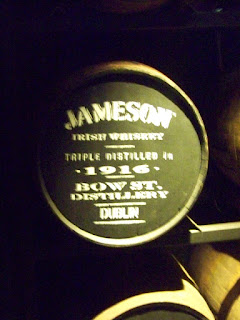 JAMESON
IRISH WHISKEY
TRIPLE DISTILLED in
· 1916 ·
BOW ST.
DISTILLERY
DUBLIN